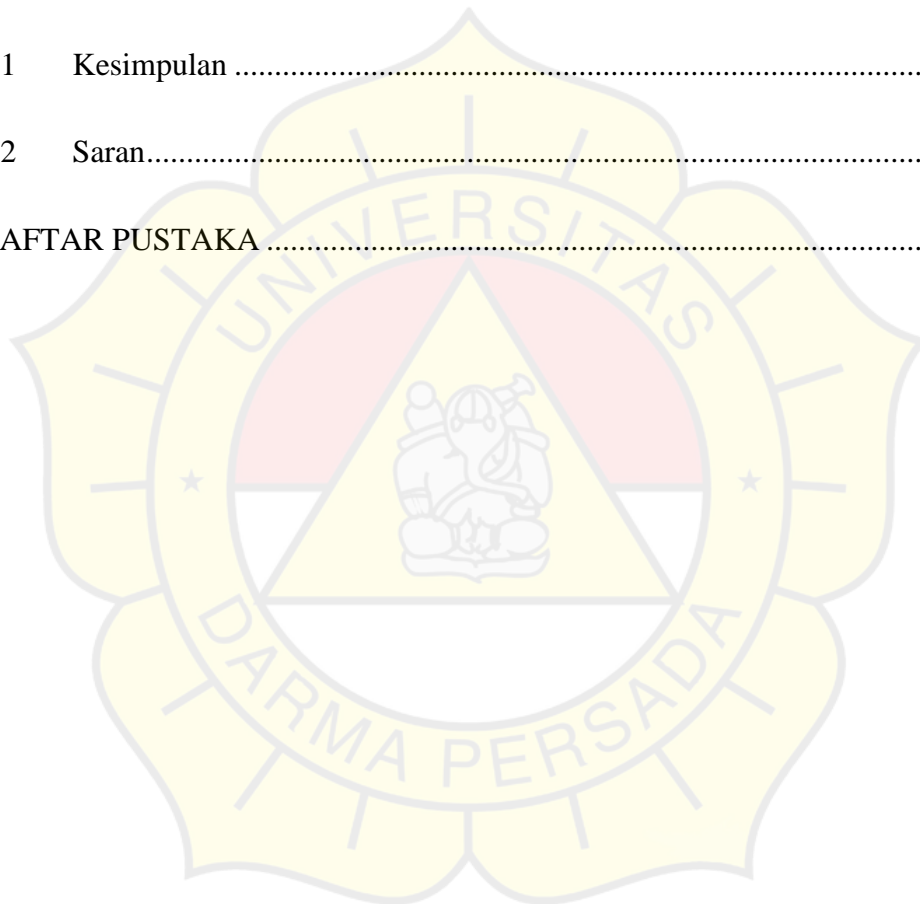 1 Kesimpulan ........................................................................................
2 Saran...................................................................................................
AFTAR PUSTAKA ...................................................................................
UNIVERSITAS
DARMA PERSADA